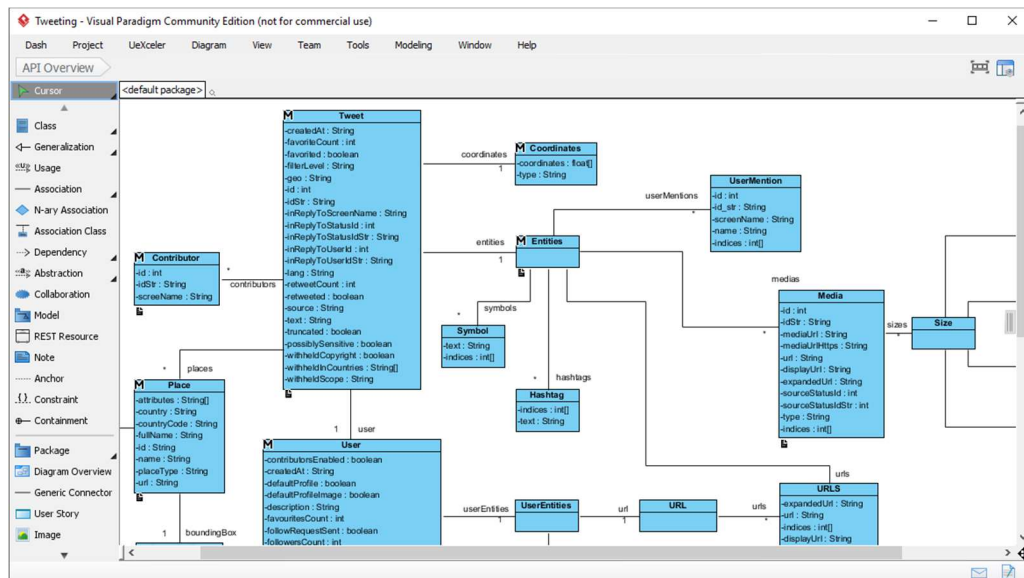 Tweeting - Visual Paradigm Community Edition (not for commercial use)
Dash Project UeXceler Diagram View Team Tools Modeling Window Help
API Overview
Cursor
<default package>
Class
Generalization
«us» Usage
Association
N-ary Association
Association Class
Dependency
«a» Abstraction
Collaboration
Model
REST Resource
Note
Anchor
Constraint
Containment
Package
Diagram Overview
Generic Connector
User Story
Image
Tweet
-createdAt : String
-favoriteCount : int
-favorited : boolean
-filterLevel : String
-geo : String
-id : int
-idStr : String
-inReplyToScreenName : String
-inReplyToStatusId : int
-inReplyToStatusIdStr : String
-inReplyToUserId : int
-inReplyToUserIdStr : String
-lang : String
-retweetCount : int
-retweeted : boolean
-source : String
-text : String
-truncated : boolean
-possiblySensitive : boolean
-withheldCopyright : boolean
-withheldInCountries : String[]
-withheldScope : String
coordinates
1
Coordinates
-coordinates : float[]
-type : String
userMentions
*
UserMention
-id : int
-id_str : String
-screenName : String
-name : String
-indices : int[]
entities
1
Entities
Contributor
-id : int
-idStr : String
-screeName : String
*
contributors
symbols
*
Symbol
-text : String
-indices : int[]
medias
*
Media
-id : int
-idStr : String
-mediaUrl : String
-mediaUrlHttps : String
-url : String
-displayUrl : String
-expandedUrl : String
-sourceStatusId : int
-sourceStatusIdStr : int
-type : String
-indices : int[]
sizes
*
Size
hashtags
*
Hashtag
-indices : int[]
-text : String
places
*
Place
-attributes : String[]
-country : String
-countryCode : String
-fullName : String
-id : String
-name : String
-placeType : String
-url : String
1 boundingBox
1 user
User
-contributorsEnabled : boolean
-createdAt : String
-defaultProfile : boolean
-defaultProfileImage : boolean
-description : String
-favouritesCount : int
-followRequestSent : boolean
-followersCount : int
userEntities
1
UserEntities
url
1
URL
urls
*
urls
URLS
-expandedUrl : String
-url : String
-indices : int[]
-displayUrl : String